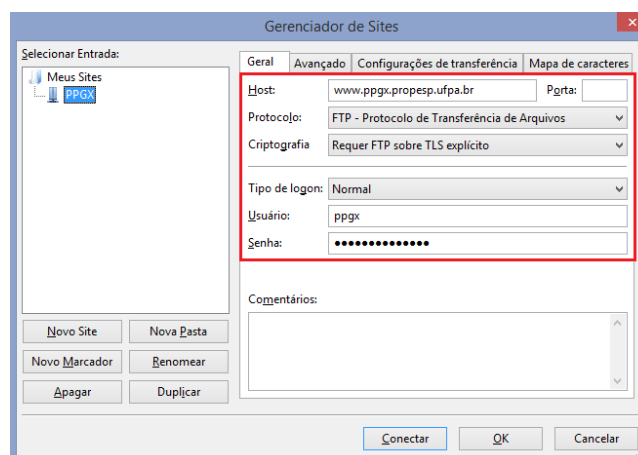 Gerenciador de Sites
Selecionar Entrada:
Meus Sites
PPGX
Novo Site Nova Pasta
Novo Marcador Renomear
Apagar Duplicar
Geral Avançado Configurações de transferência Mapa de caracteres
Host: www.ppgx.propesp.ufpa.br Porta:
Protocolo: FTP - Protocolo de Transferência de Arquivos
Criptografia Requer FTP sobre TLS explícito
Tipo de logon: Normal
Usuário: ppgx
Senha: ●●●●●●●●●●●●●●
Comentários:
Conectar OK Cancelar